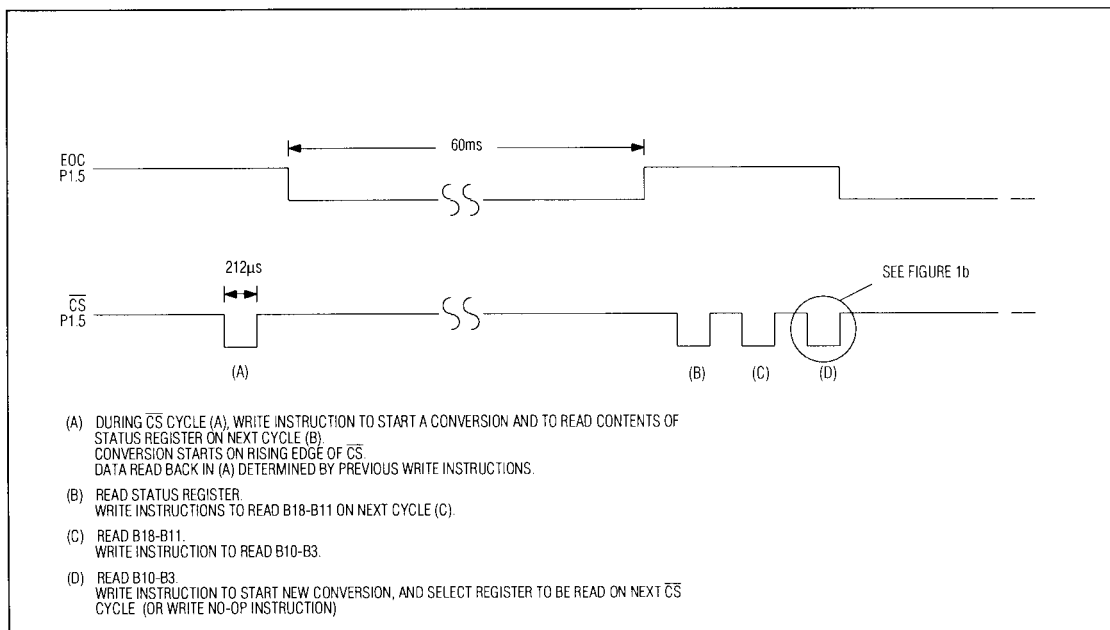 60ms
EOC
P1.5
212µs
SEE FIGURE 1b
C̅S̅
P1.5
(A) (B) (C) (D)
(A) DURING C̅S̅ CYCLE (A), WRITE INSTRUCTION TO START A CONVERSION AND TO READ CONTENTS OF
STATUS REGISTER ON NEXT CYCLE (B).
CONVERSION STARTS ON RISING EDGE OF C̅S̅.
DATA READ BACK IN (A) DETERMINED BY PREVIOUS WRITE INSTRUCTIONS.
(B) READ STATUS REGISTER.
WRITE INSTRUCTIONS TO READ B18-B11 ON NEXT CYCLE (C).
(C) READ B18-B11.
WRITE INSTRUCTION TO READ B10-B3.
(D) READ B10-B3.
WRITE INSTRUCTION TO START NEW CONVERSION, AND SELECT REGISTER TO BE READ ON NEXT C̅S̅
CYCLE (OR WRITE NO-OP INSTRUCTION)